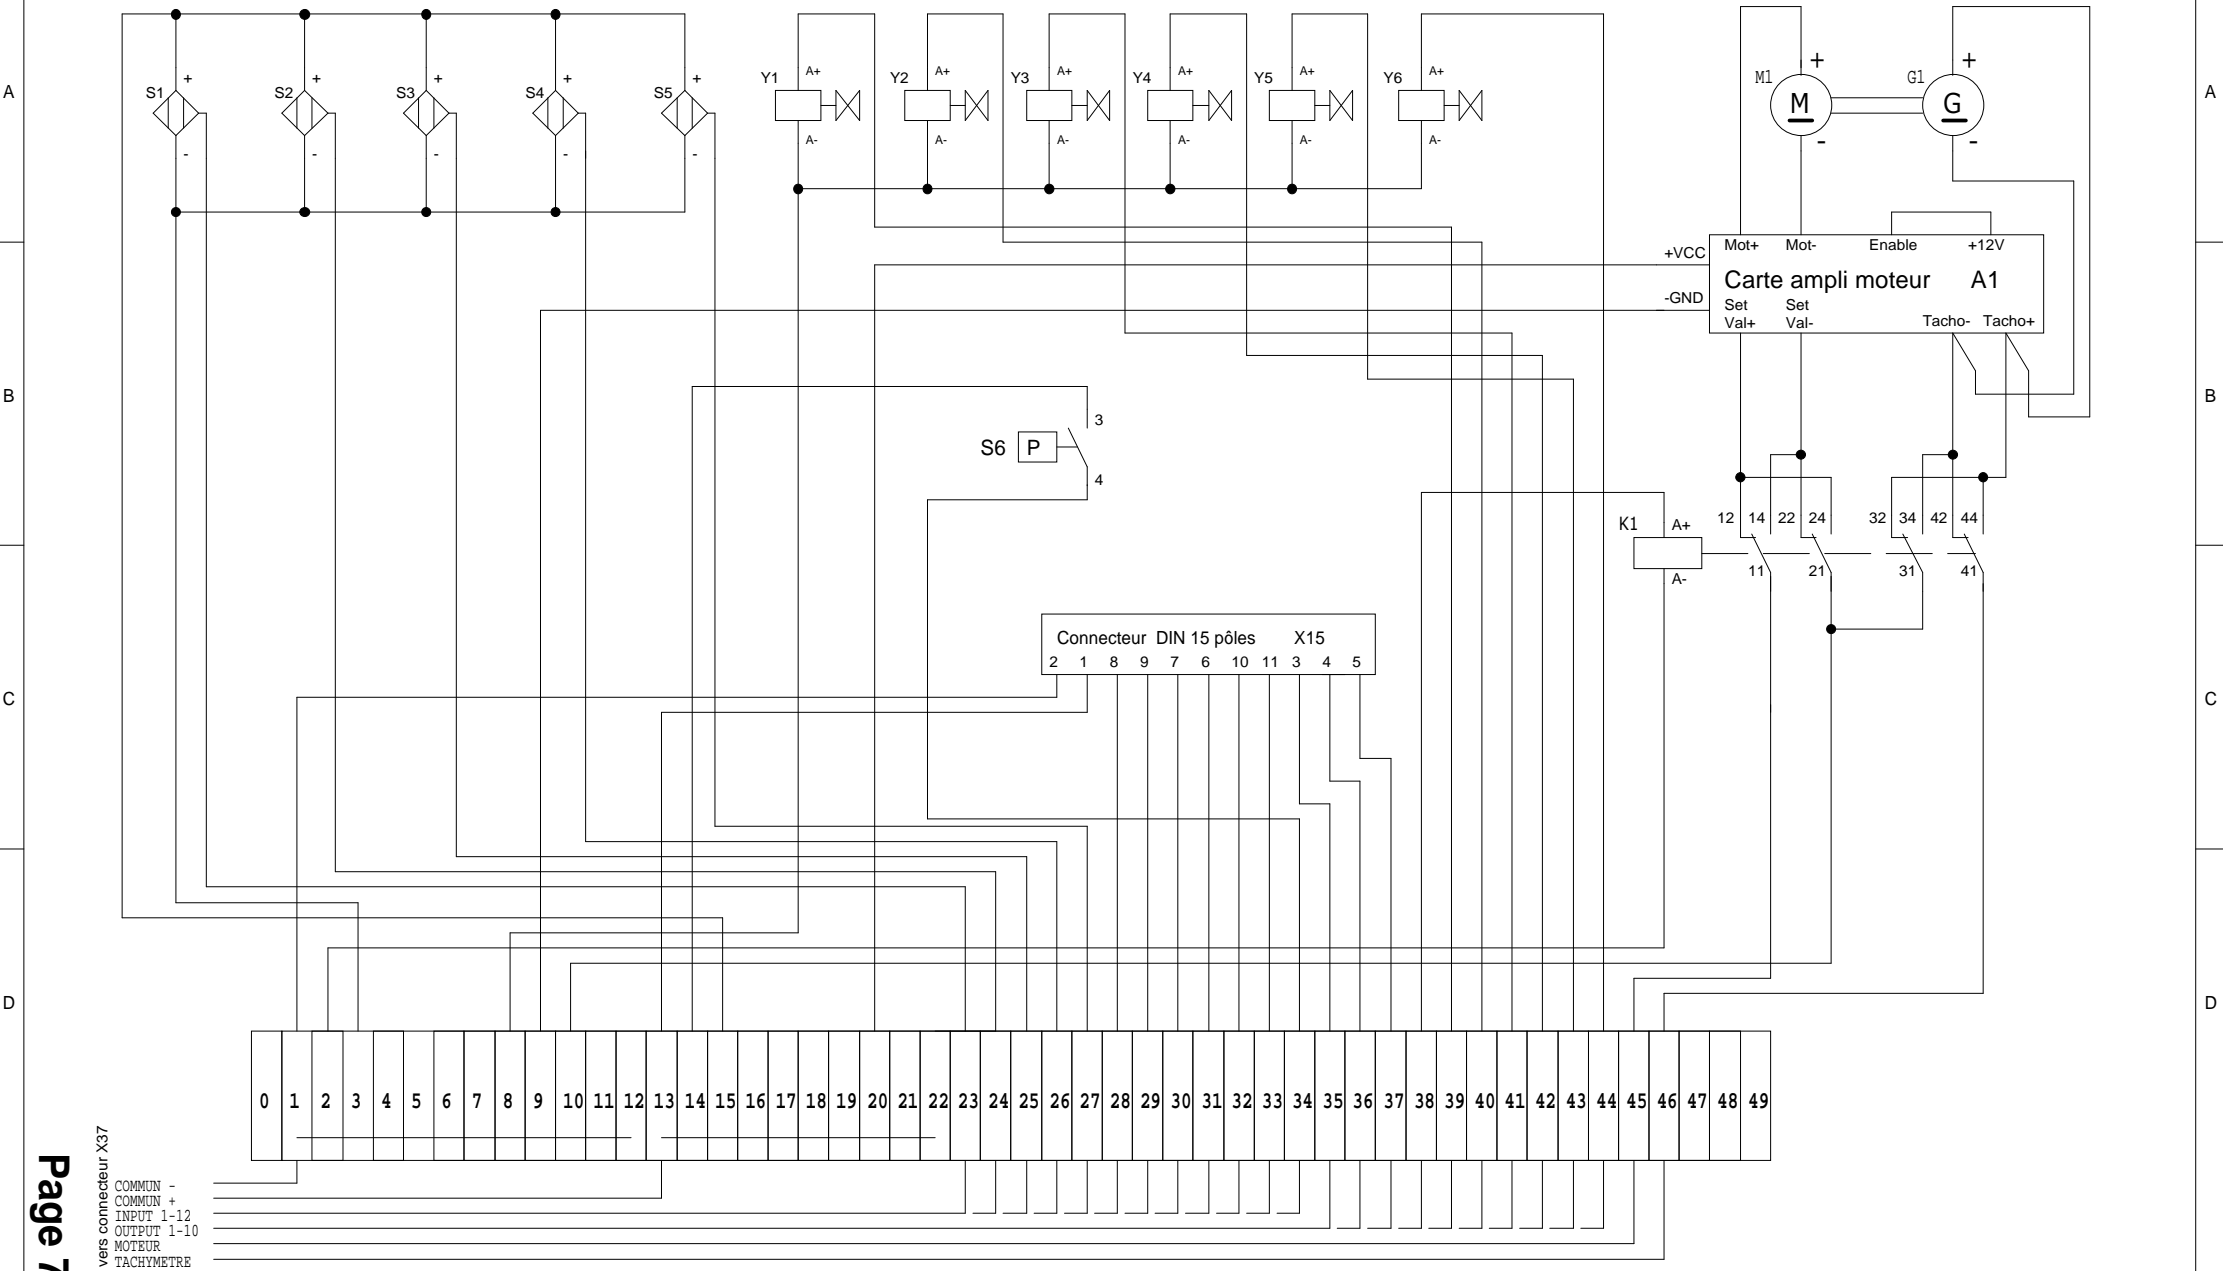 + + + + +
S1 S2 S3 S4 S5
- - - - -
A+ A+ A+ A+ A+ A+
Y1 Y2 Y3 Y4 Y5 Y6
A- A- A- A- A- A-
M1 + G1 +
M G
- -
A A
+VCC
-GND
Mot+ Mot- Enable +12V
Carte ampli moteur A1
Set Set
Val+ Val- Tacho- Tacho+
B B
3
S6 P
4
K1 A+ 12 14 22 24 32 34 42 44
A- 11 21 31 41
Connecteur DIN 15 pôles X15
2 1 8 9 7 6 10 11 3 4 5
C C
D D
0 1 2 3 4 5 6 7 8 9 10 11 12 13 14 15 16 17 18 19 20 21 22 23 24 25 26 27 28 29 30 31 32 33 34 35 36 37 38 39 40 41 42 43 44 45 46 47 48 49
Page 7
vers connecteur X37
COMMUN -
COMMUN +
INPUT 1-12
OUTPUT 1-10
MOTEUR
TACHYMETRE